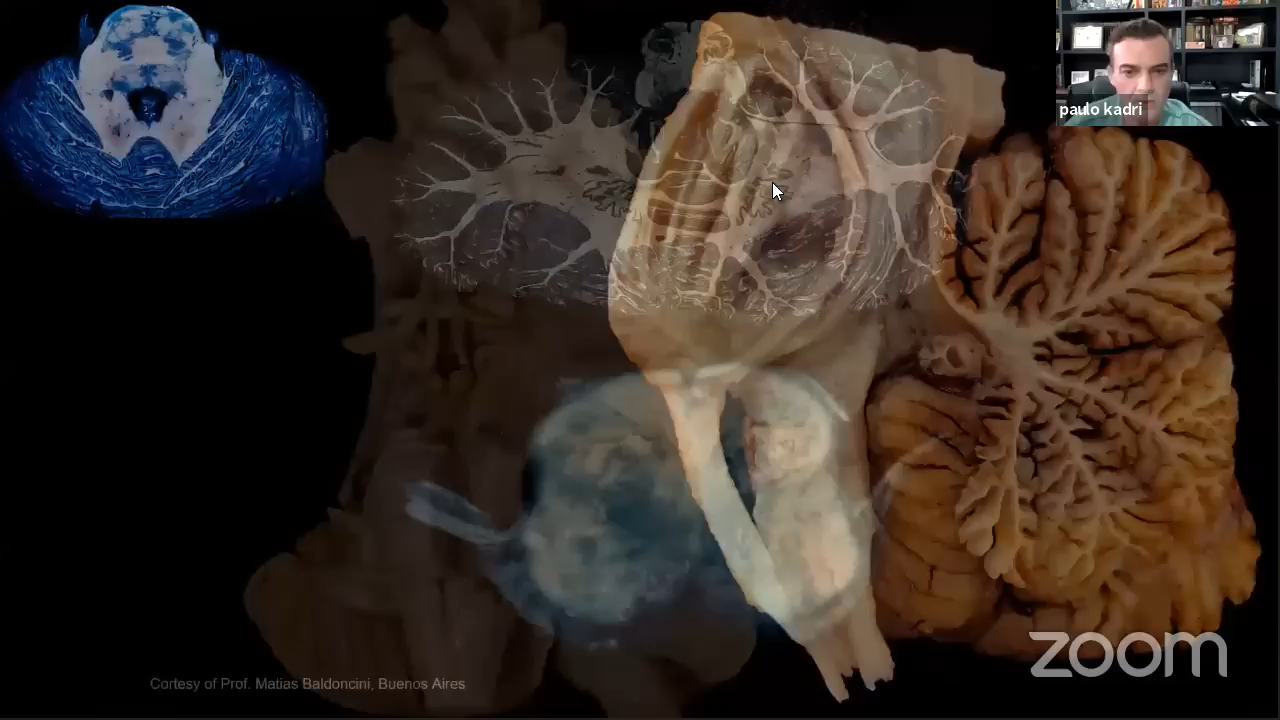 paulo kadri
Cortesy of Prof. Matias Baldoncini, Buenos Aires
zoom